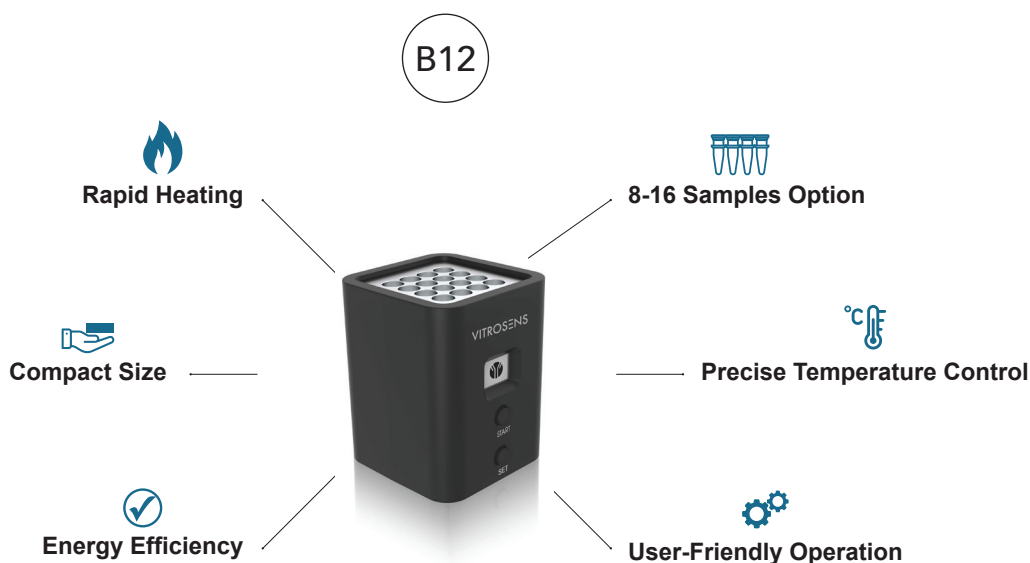 B12
Rapid Heating
8-16 Samples Option
VITROSENS
Compact Size
°C
Precise Temperature Control
START
SET
Energy Efficiency
User-Friendly Operation